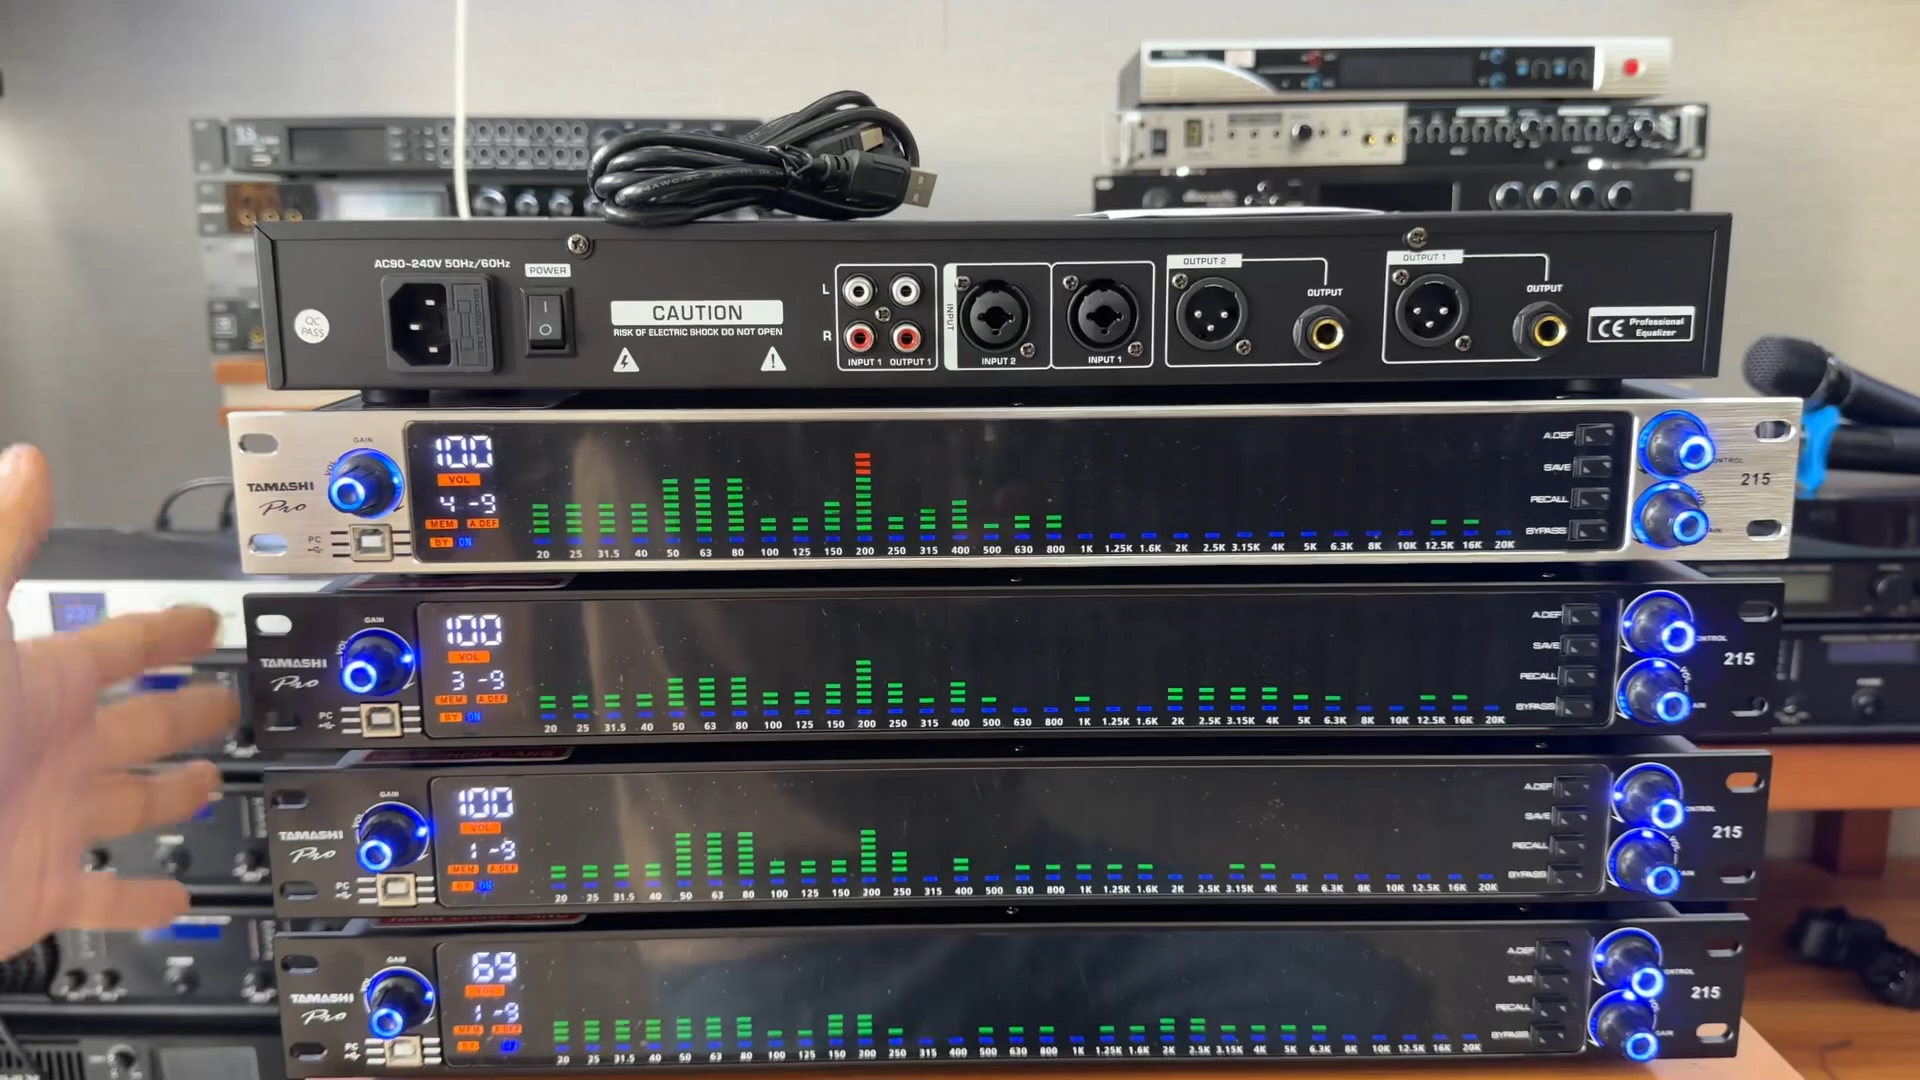 AC90~240V 50Hz/60Hz
POWER
QC
PASS
CAUTION
RISK OF ELECTRIC SHOCK DO NOT OPEN
L
R
INPUT 1 OUTPUT 1
INPUT
INPUT 2
INPUT 1
OUTPUT 2
OUTPUT
OUTPUT 1
OUTPUT
CE Professional
Equalizer
GAIN
VOL
TAMASHI
Pro
PC
100
VOL
4 -9
MEM A.DEF
BY ON
20 25 31.5 40 50 63 80 100 125 150 200 250 315 400 500 630 800 1K 1.25K 1.6K 2K 2.5K 3.15K 4K 5K 6.3K 8K 10K 12.5K 16K 20K
A.DEF
SAVE
RECALL
BYPASS
215
GAIN
VOL
TAMASHI
Pro
PC
100
VOL
3 -9
MEM A.DEF
BY ON
20 25 31.5 40 50 63 80 100 125 150 200 250 315 400 500 630 800 1K 1.25K 1.6K 2K 2.5K 3.15K 4K 5K 6.3K 8K 10K 12.5K 16K 20K
A.DEF
SAVE
RECALL
BYPASS
CONTROL
215
GAIN
VOL
TAMASHI
Pro
PC
100
VOL
1 -9
MEM A.DEF
BY ON
20 25 31.5 40 50 63 80 100 125 150 200 250 315 400 500 630 800 1K 1.25K 1.6K 2K 2.5K 3.15K 4K 5K 6.3K 8K 10K 12.5K 16K 20K
A.DEF
SAVE
RECALL
BYPASS
215
GAIN
TAMASHI
Pro
PC
69
1 -9
MEM A.DEF
BY
20 25 31.5 40 50 63 80 100 125 150 200 250 315 400 500 630 800 1K 1.25K 1.6K 2K 2.5K 3.15K 4K 5K 6.3K 8K 10K 12.5K 16K 20K
A.DEF
SAVE
RECALL
BYPASS
CONTROL
GAIN
215